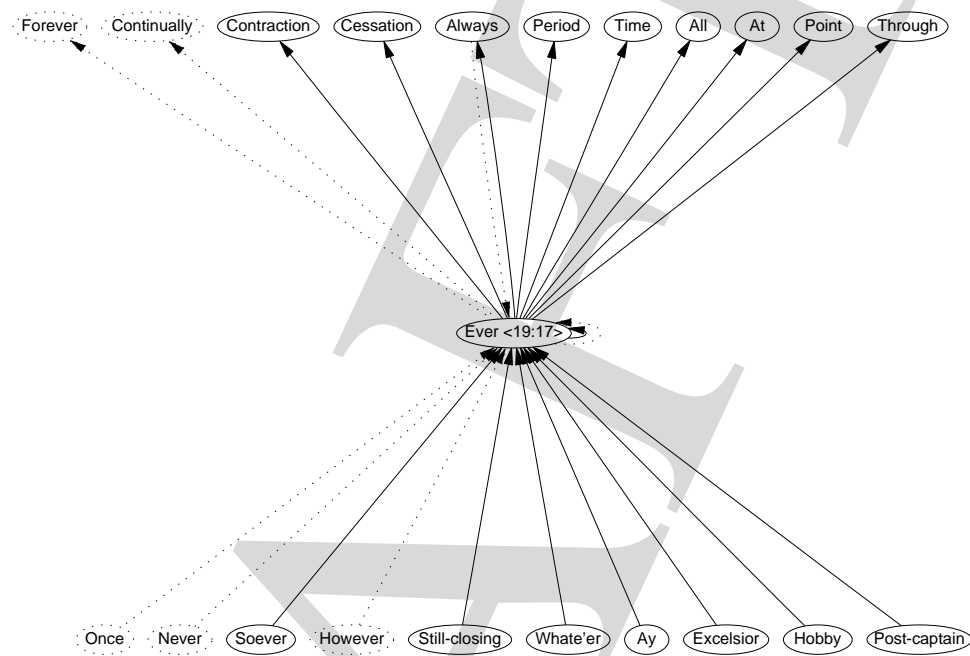 Forever Continually Contraction Cessation Always Period Time All At Point Through
Ever <19:17>
Once Never Soever However Still-closing Whate'er Ay Excelsior Hobby Post-captain